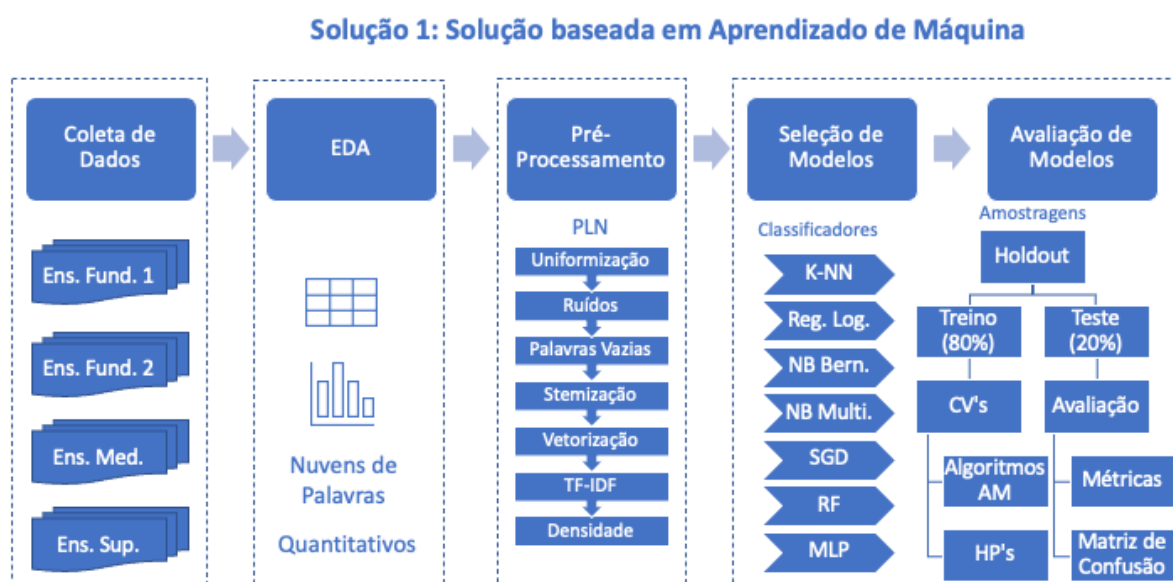 Solução 1: Solução baseada em Aprendizado de Máquina
Coleta de
Dados
Ens. Fund. 1
Ens. Fund. 2
Ens. Med.
Ens. Sup.
EDA
Nuvens de
Palavras
Quantitativos
Pré-
Processamento
PLN
Uniformização
Ruídos
Palavras Vazias
Stemização
Vetorização
TF-IDF
Densidade
Seleção de
Modelos
Classificadores
K-NN
Reg. Log.
NB Bern.
NB Multi.
SGD
RF
MLP
Avaliação de
Modelos
Amostragens
Holdout
Treino
(80%)
CV's
Algoritmos
AM
HP's
Teste
(20%)
Avaliação
Métricas
Matriz de
Confusão